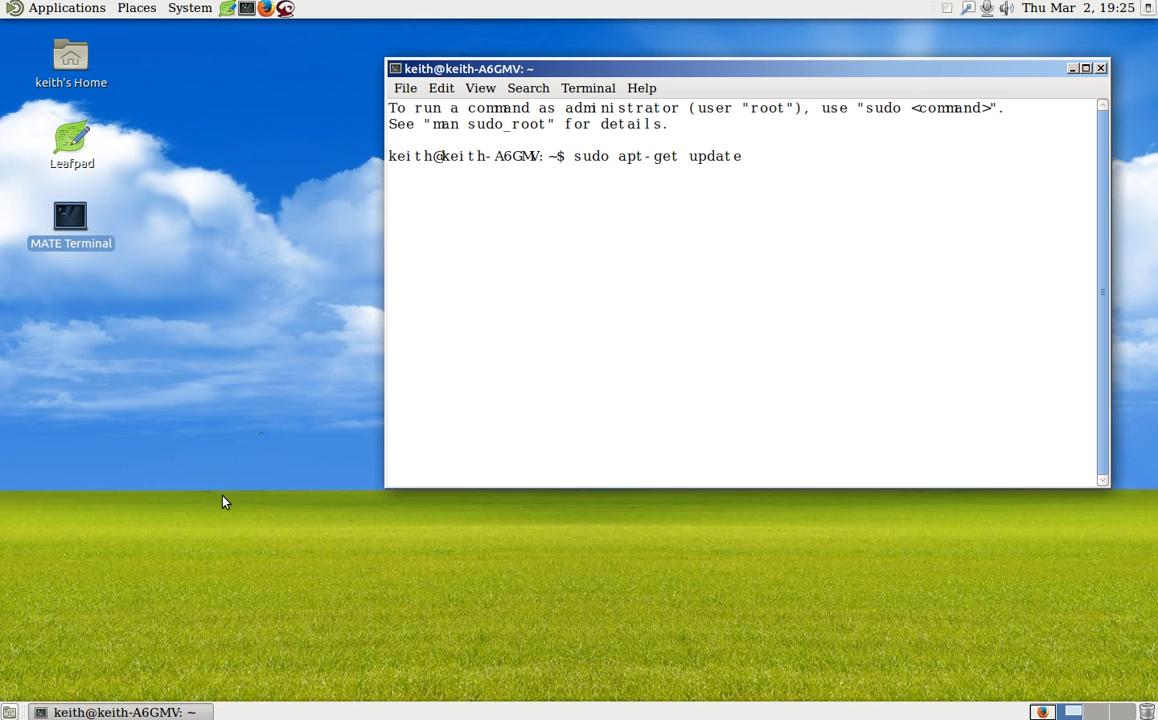 Applications Places System Thu Mar 2, 19:25
keith's Home
Leafpad
MATE Terminal
keith@keith-A6GMV: ~
File Edit View Search Terminal Help
To run a command as administrator (user "root"), use "sudo <command>".
See "man sudo_root" for details.
keith@keith-A6GMV:~$ sudo apt-get update
keith@keith-A6GMV: ~